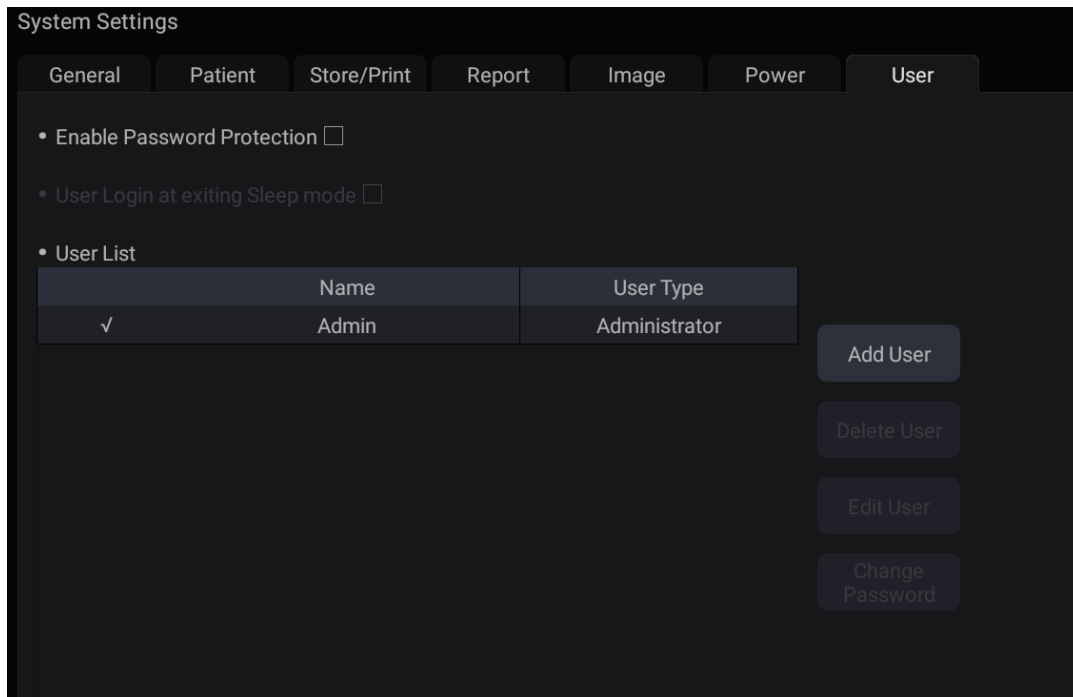 System Settings
General Patient Store/Print Report Image Power User
• Enable Password Protection
• User Login at exiting Sleep mode
• User List
Name User Type
√ Admin Administrator
Add User
Delete User
Edit User
Change
Password